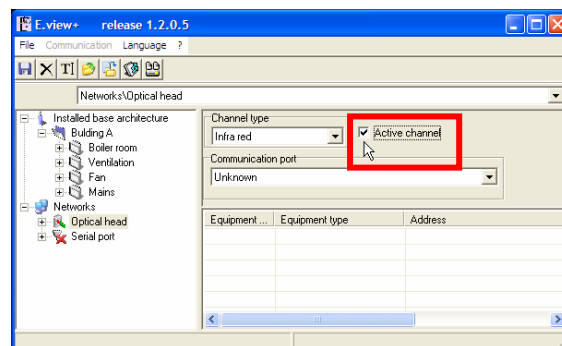 E.view+ release 1.2.0.5
File Communication Language ?
TI
Networks\Optical head
Installed base architecture
Bulding A
Boiler room
Ventilation
Fan
Mains
Networks
Optical head
Serial port
Channel type
Infra red
Active channel
Communication port
Unknown
Equipment ... Equipment type Address